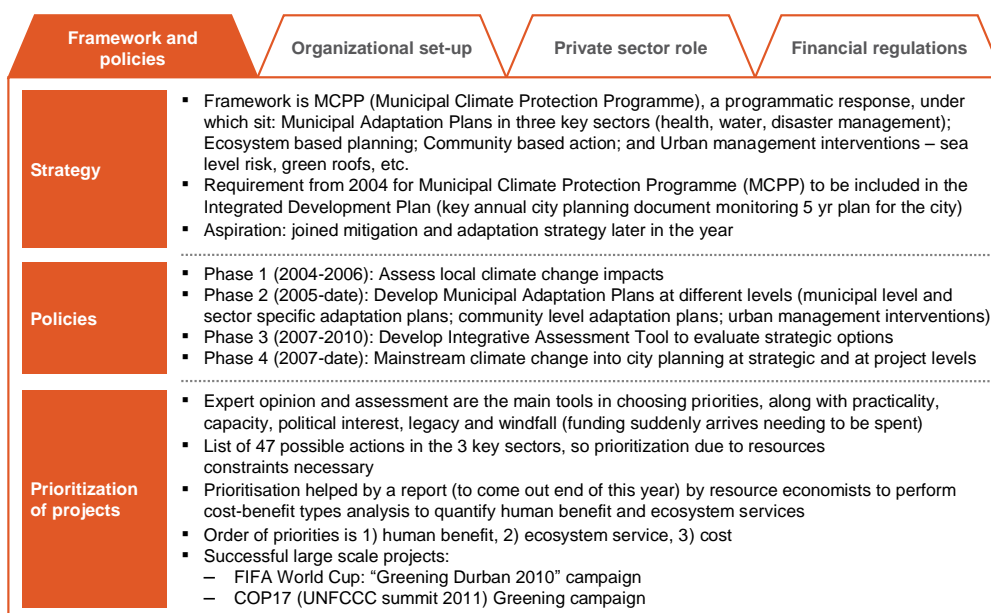 Framework and
policies
Organizational set-up
Private sector role
Financial regulations
Strategy
▪ Framework is MCPP (Municipal Climate Protection Programme), a programmatic response, under
which sit: Municipal Adaptation Plans in three key sectors (health, water, disaster management);
Ecosystem based planning; Community based action; and Urban management interventions – sea
level risk, green roofs, etc.
▪ Requirement from 2004 for Municipal Climate Protection Programme (MCPP) to be included in the
Integrated Development Plan (key annual city planning document monitoring 5 yr plan for the city)
▪ Aspiration: joined mitigation and adaptation strategy later in the year
Policies
▪ Phase 1 (2004-2006): Assess local climate change impacts
▪ Phase 2 (2005-date): Develop Municipal Adaptation Plans at different levels (municipal level and
sector specific adaptation plans; community level adaptation plans; urban management interventions)
▪ Phase 3 (2007-2010): Develop Integrative Assessment Tool to evaluate strategic options
▪ Phase 4 (2007-date): Mainstream climate change into city planning at strategic and at project levels
Prioritization
of projects
▪ Expert opinion and assessment are the main tools in choosing priorities, along with practicality,
capacity, political interest, legacy and windfall (funding suddenly arrives needing to be spent)
▪ List of 47 possible actions in the 3 key sectors, so prioritization due to resources
constraints necessary
▪ Prioritisation helped by a report (to come out end of this year) by resource economists to perform
cost-benefit types analysis to quantify human benefit and ecosystem services
▪ Order of priorities is 1) human benefit, 2) ecosystem service, 3) cost
▪ Successful large scale projects:
– FIFA World Cup: “Greening Durban 2010” campaign
– COP17 (UNFCCC summit 2011) Greening campaign